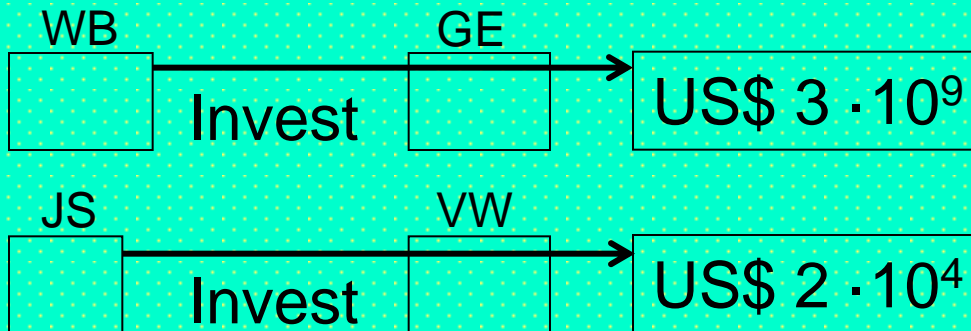 WB GE
Invest US$ 3 · 10⁹
JS VW
Invest US$ 2 · 10⁴